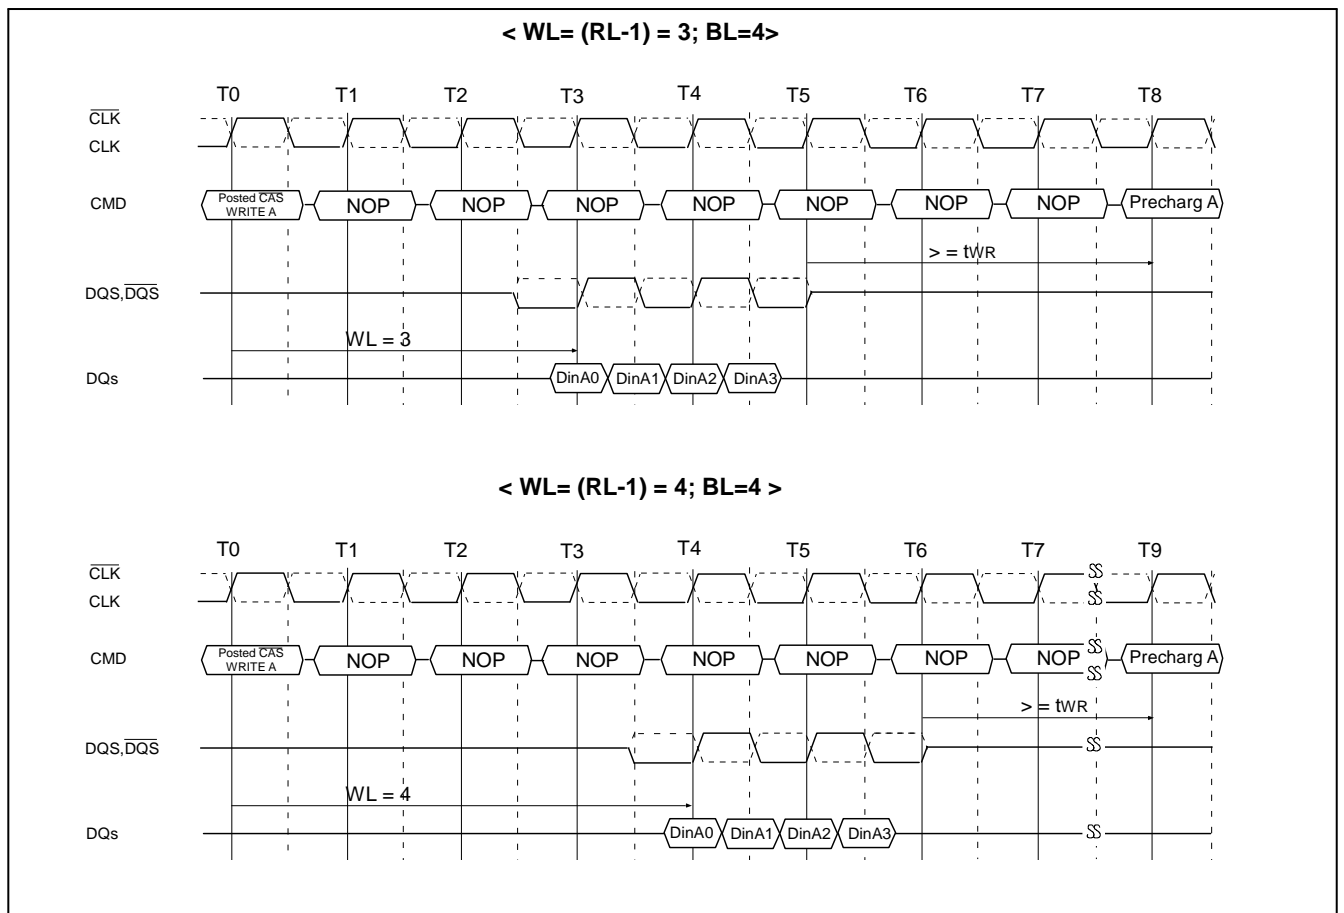 < WL= (RL-1) = 3; BL=4>
T0 T1 T2 T3 T4 T5 T6 T7 T8
CLK
CLK
CMD Posted CAS WRITE A NOP NOP NOP NOP NOP NOP NOP Precharg A
> = tWR
DQS,DQS
WL = 3
DQs DinA0 DinA1 DinA2 DinA3
< WL= (RL-1) = 4; BL=4 >
T0 T1 T2 T3 T4 T5 T6 T7 T9
CLK
CLK
CMD Posted CAS WRITE A NOP NOP NOP NOP NOP NOP NOP Precharg A
> = tWR
DQS,DQS
WL = 4
DQs DinA0 DinA1 DinA2 DinA3